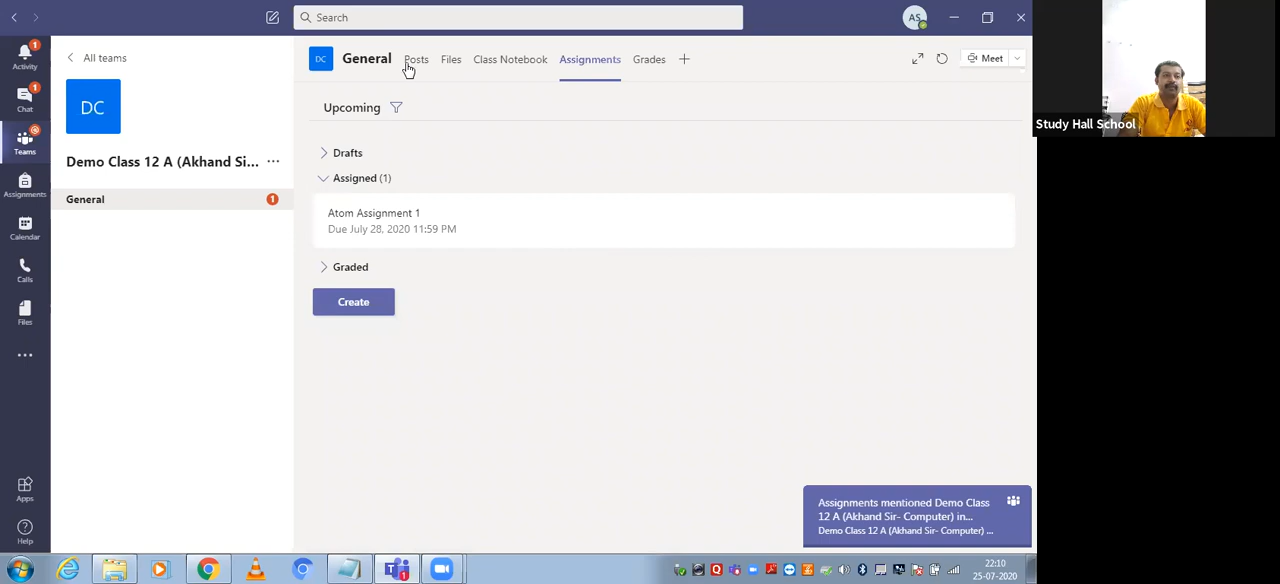 Search
AS
Activity
1
Chat
1
Teams
Assignments
Calendar
Calls
Files
Apps
Help
All teams
DC
Demo Class 12 A (Akhand Si...
General
1
DC
General
Posts
Files
Class Notebook
Assignments
Grades
Meet
Upcoming
Drafts
Assigned (1)
Atom Assignment 1
Due July 28, 2020 11:59 PM
Graded
Create
Assignments mentioned Demo Class
12 A (Akhand Sir- Computer) in...
Demo Class 12 A (Akhand Sir- Computer) ...
Study Hall School
22:10
25-07-2020